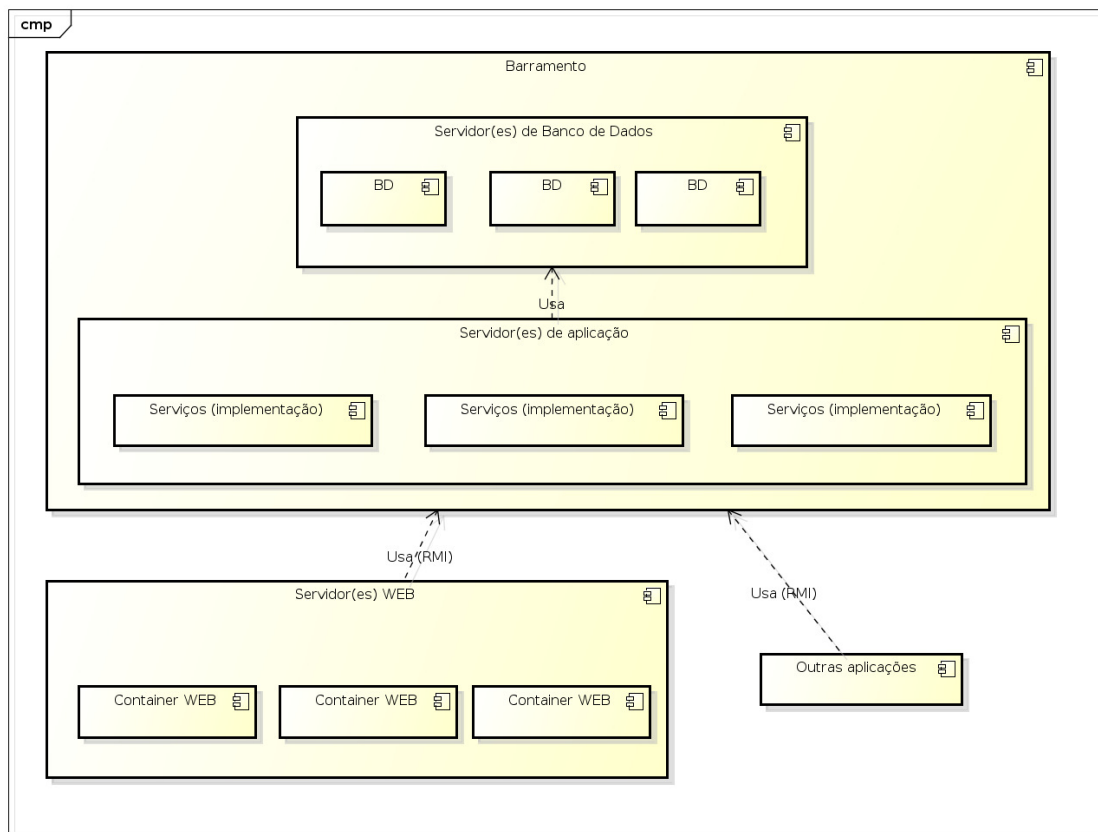 cmp
Barramento
Servidor(es) de Banco de Dados
BD
BD
BD
Usa
Servidor(es) de aplicação
Serviços (implementação)
Serviços (implementação)
Serviços (implementação)
Usa (RMI)
Usa (RMI)
Servidor(es) WEB
Outras aplicações
Container WEB
Container WEB
Container WEB